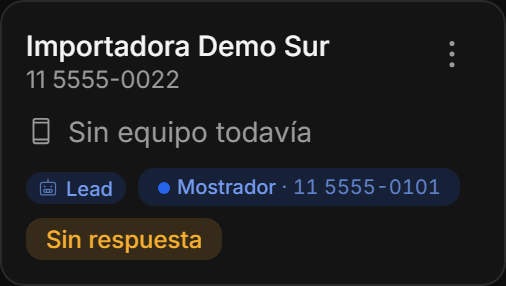 Importadora Demo Sur
11 5555-0022
Sin equipo todavía
Lead
Mostrador · 11 5555-0101
Sin respuesta